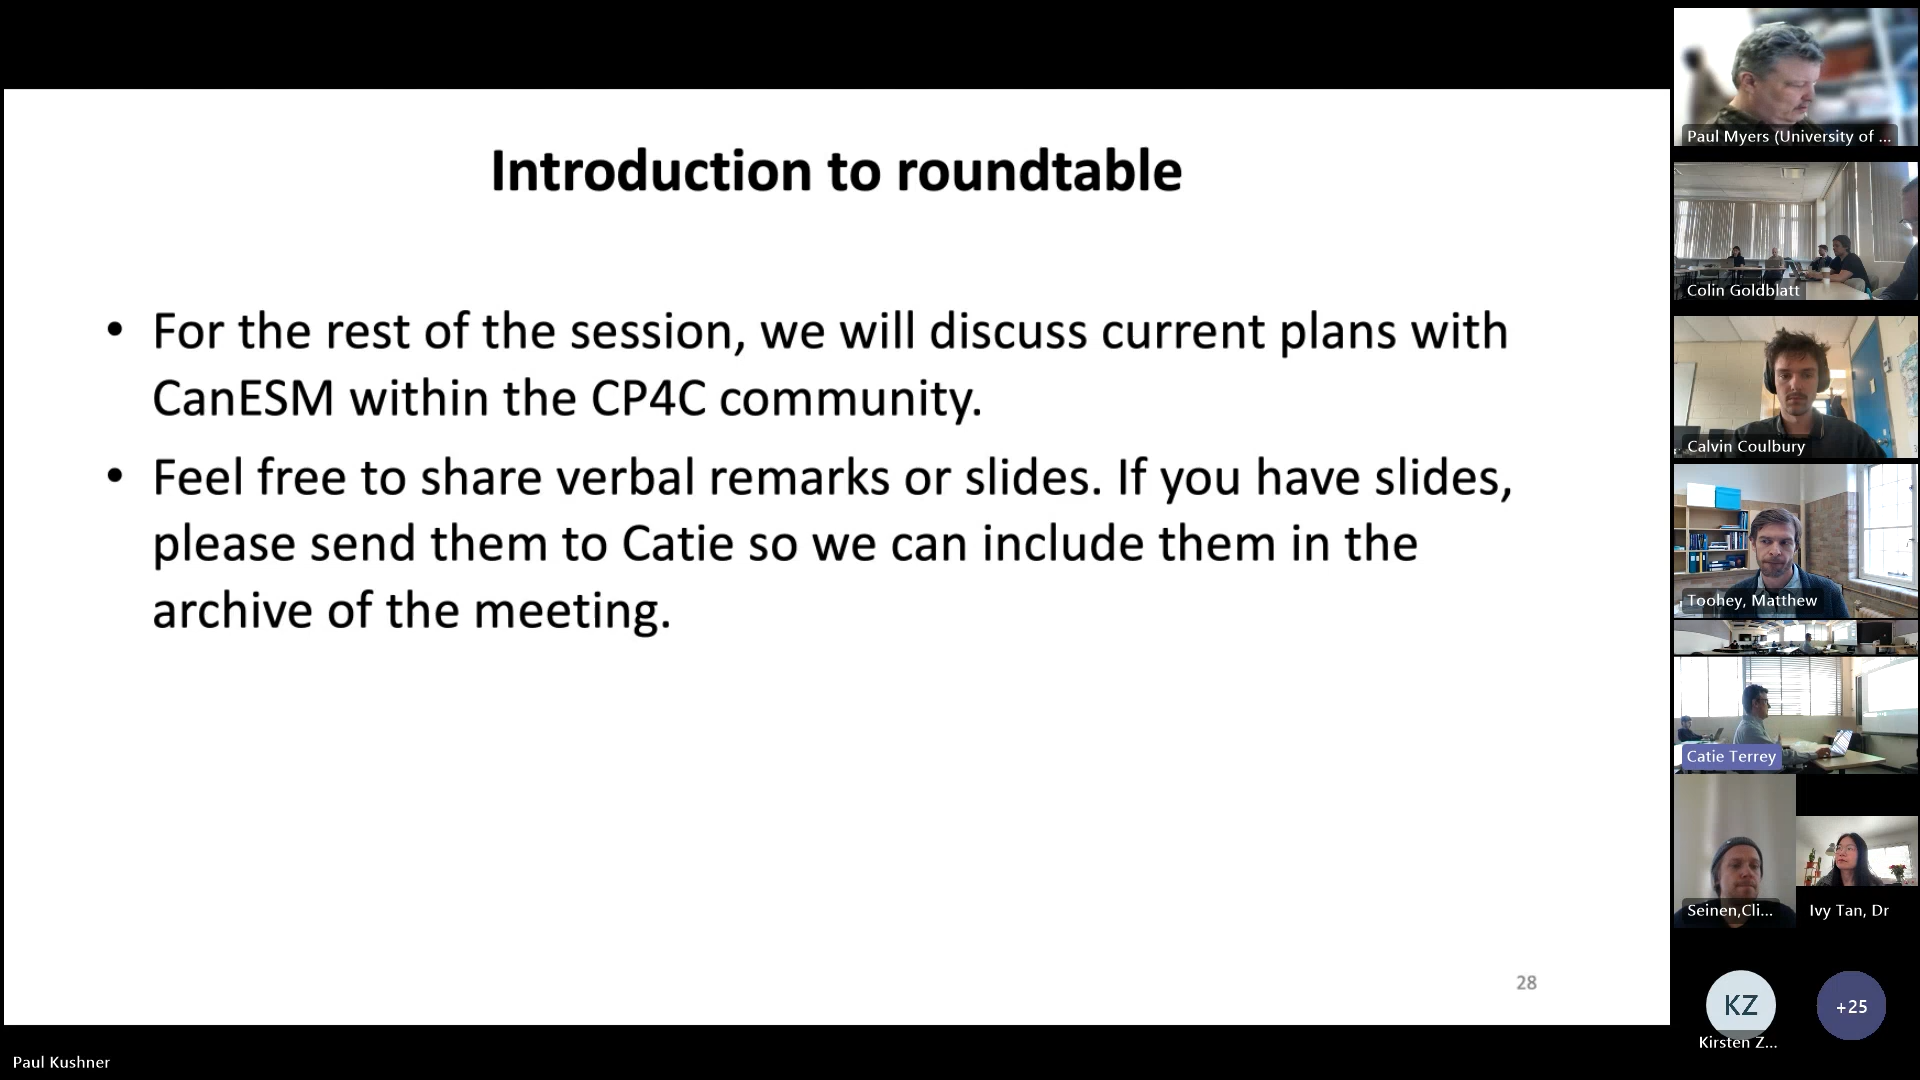 Introduction to roundtable
• For the rest of the session, we will discuss current plans with
CanESM within the CP4C community.
• Feel free to share verbal remarks or slides. If you have slides,
please send them to Catie so we can include them in the
archive of the meeting.
28
Paul Kushner
Paul Myers (University of ...
Colin Goldblatt
Calvin Coulbury
Toohey, Matthew
Catie Terrey
Seinen,Cli...
Ivy Tan, Dr
KZ
Kirsten Z...
+25